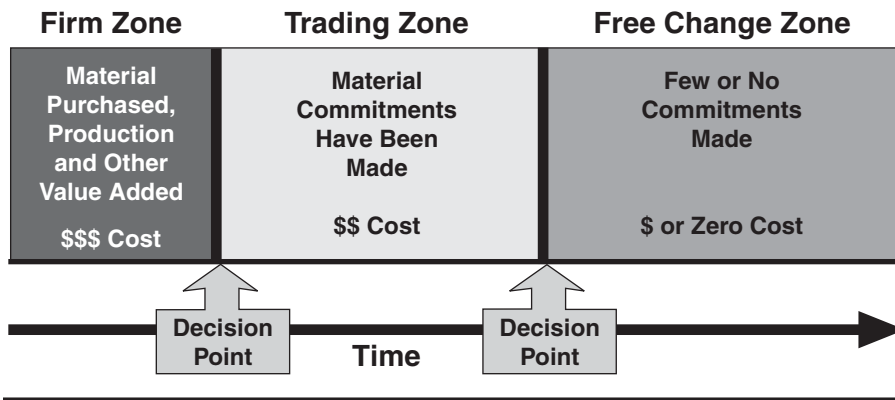 Firm Zone
Trading Zone
Free Change Zone
Material
Purchased,
Production
and Other
Value Added
$$$ Cost
Material
Commitments
Have Been
Made
$$ Cost
Few or No
Commitments
Made
$ or Zero Cost
Decision
Point
Time
Decision
Point